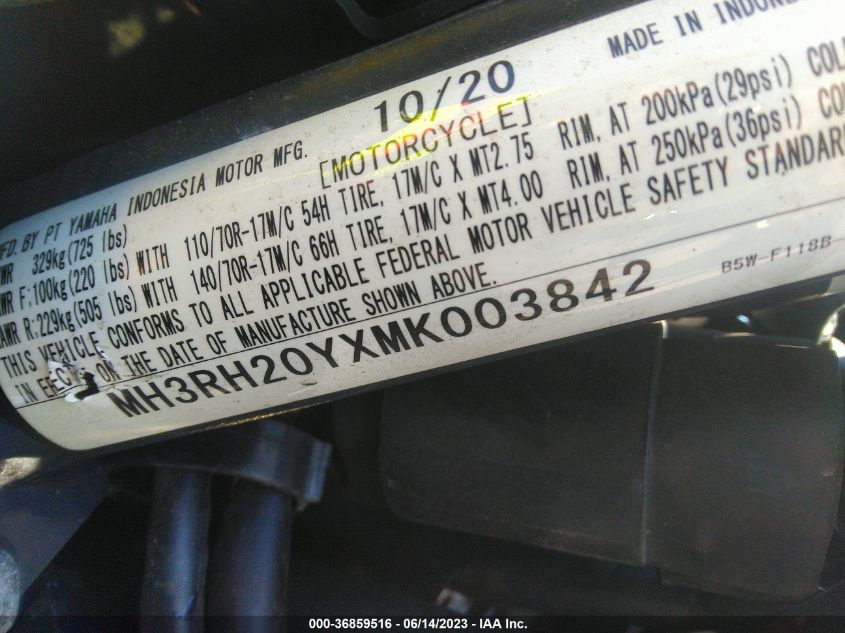 10/20 MADE IN INDONE
MFD. BY PT YAMAHA INDONESIA MOTOR MFG. [MOTORCYCLE]
329kg(725 lbs)
F:100kg(220 lbs) WITH 110/70R-17M/C 54H TIRE, 17M/C X MT2.75 RIM, AT 200kPa(29psi) COL
AWR R:229kg(505 lbs) WITH 140/70R-17M/C 66H TIRE, 17M/C X MT4.00 RIM, AT 250kPa(36psi) CO
THIS VEHICLE CONFORMS TO ALL APPLICABLE FEDERAL MOTOR VEHICLE SAFETY STANDARD
IN ON THE DATE OF MANUFACTURE SHOWN ABOVE.
MH3RH20YXMK003842 B5W-F118B-
000-36859516 - 06/14/2023 - IAA Inc.